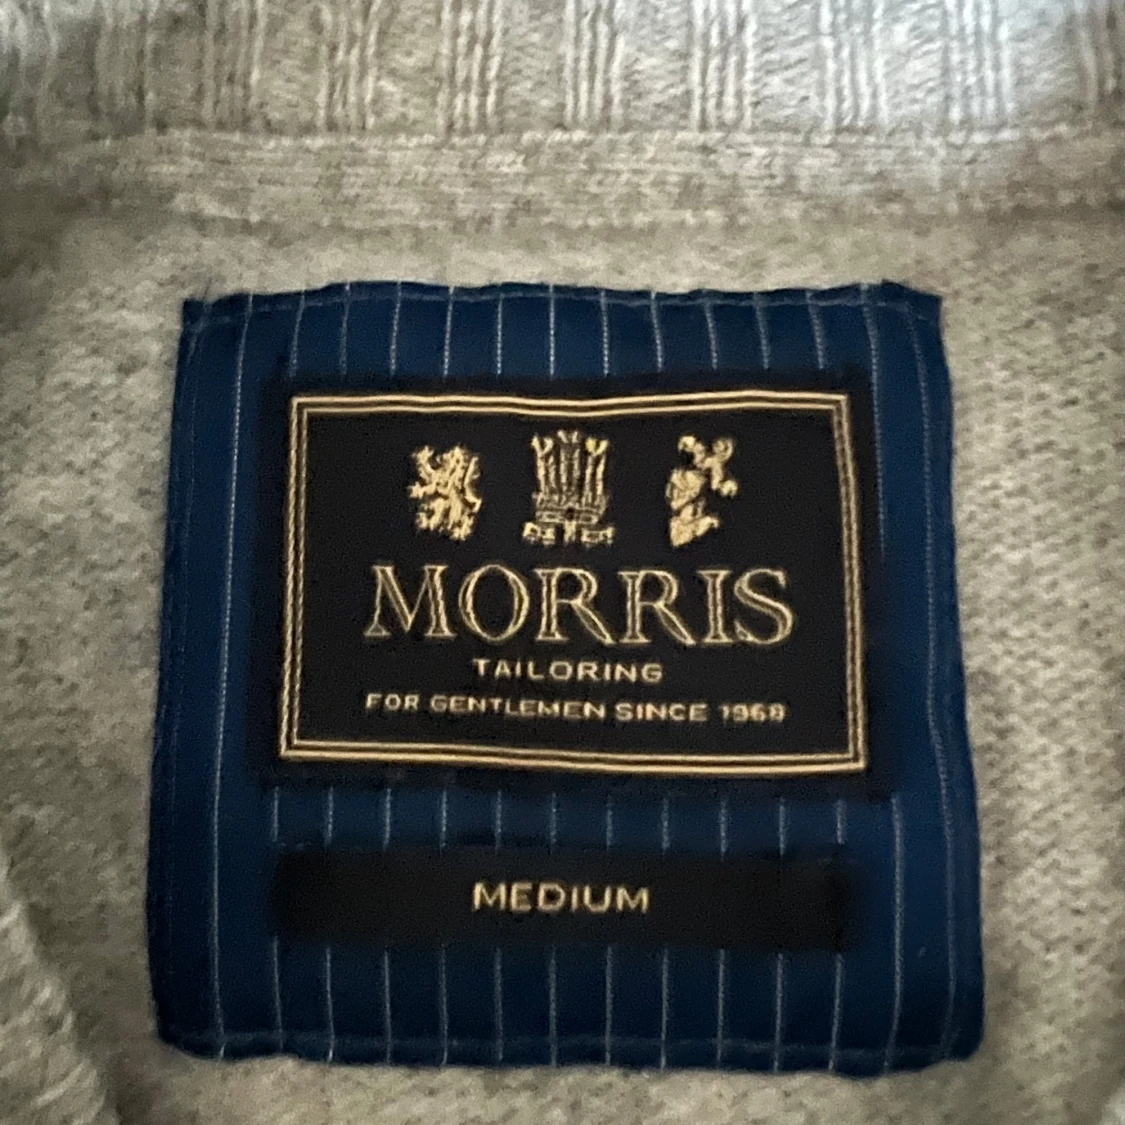 MORRIS
TAILORING
FOR GENTLEMEN SINCE 1968
MEDIUM